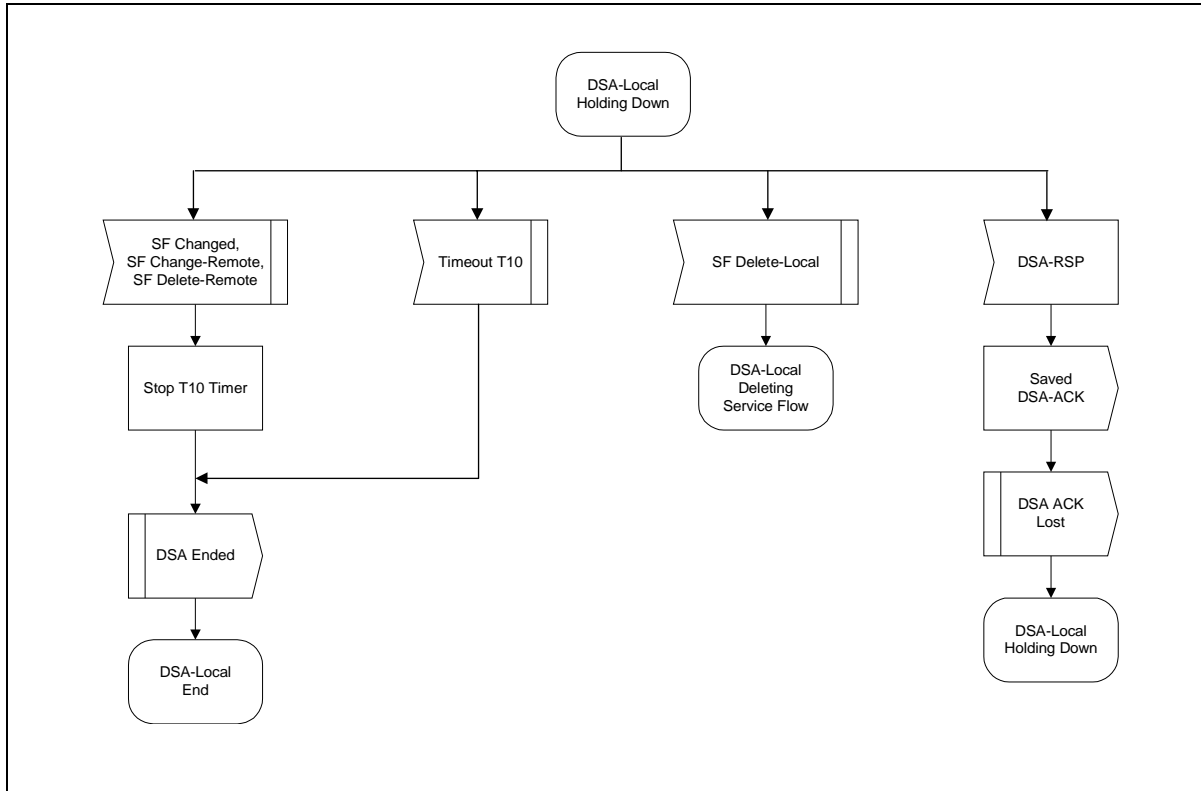 DSA-Local
Holding Down
SF Changed,
SF Change-Remote,
SF Delete-Remote
Timeout T10
SF Delete-Local
DSA-RSP
Stop T10 Timer
DSA-Local
Deleting
Service Flow
Saved
DSA-ACK
DSA Ended
DSA ACK
Lost
DSA-Local
End
DSA-Local
Holding Down